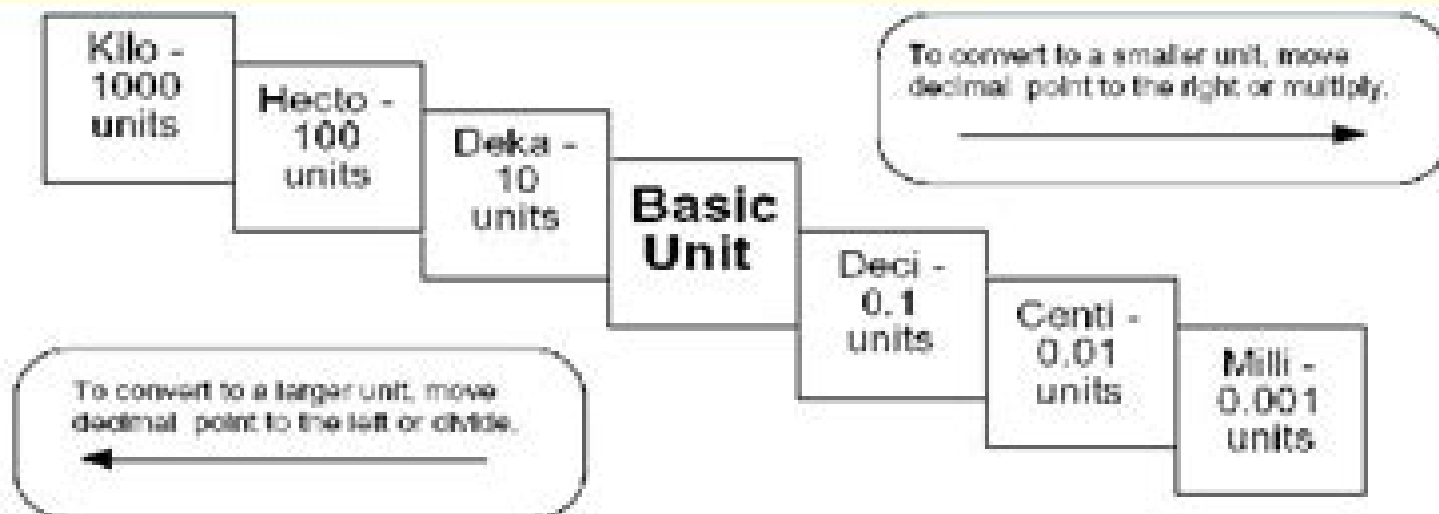 Kilo -
1000
units
Hecto -
100
units
Deka -
10
units
Basic
Unit
Deci -
0.1
units
Centi -
0.01
units
Milli -
0.001
units
To convert to a smaller unit, move
decimal point to the right or multiply.
To convert to a larger unit, move
decimal point to the left or divide.